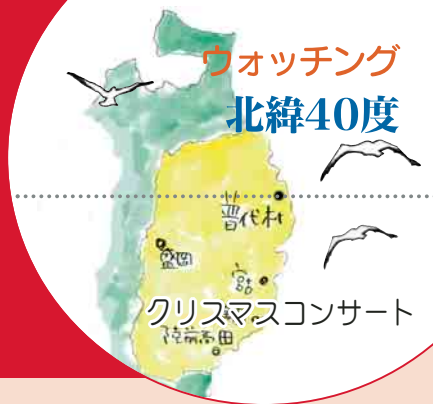 ウォッチング
北緯40度
普代村
盛岡
宮古
クリスマスコンサート
陸前高田